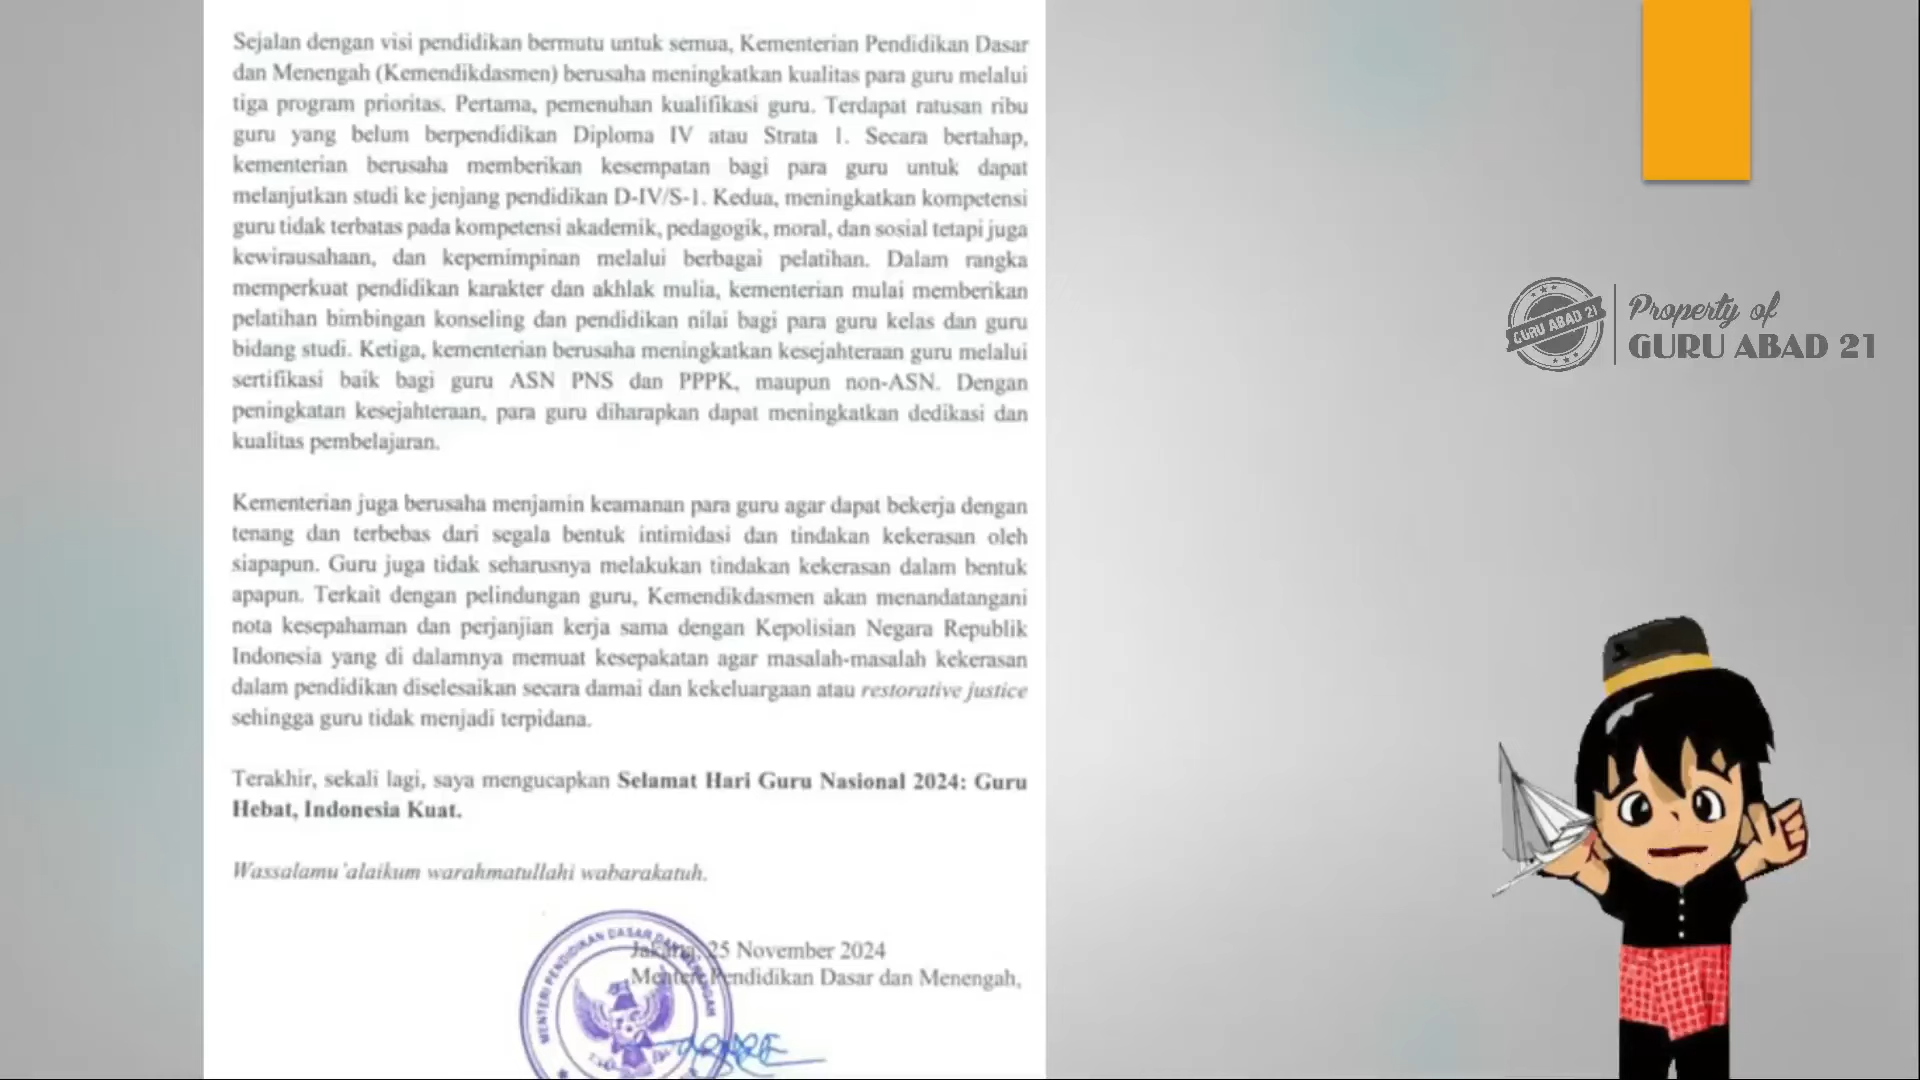 Sejalan dengan visi pendidikan bermutu untuk semua, Kementerian Pendidikan Dasar
dan Menengah (Kemendikdasmen) berusaha meningkatkan kualitas para guru melalui
tiga program prioritas. Pertama, pemenuhan kualifikasi guru. Terdapat ratusan ribu
guru yang belum berpendidikan Diploma IV atau Strata 1. Secara bertahap,
kementerian berusaha memberikan kesempatan bagi para guru untuk dapat
melanjutkan studi ke jenjang pendidikan D-IV/S-1. Kedua, meningkatkan kompetensi
guru tidak terbatas pada kompetensi akademik, pedagogik, moral, dan sosial tetapi juga
kewirausahaan, dan kepemimpinan melalui berbagai pelatihan. Dalam rangka
memperkuat pendidikan karakter dan akhlak mulia, kementerian mulai memberikan
pelatihan bimbingan konseling dan pendidikan nilai bagi para guru kelas dan guru
bidang studi. Ketiga, kementerian berusaha meningkatkan kesejahteraan guru melalui
sertifikasi baik bagi guru ASN PNS dan PPPK, maupun non-ASN. Dengan
peningkatan kesejahteraan, para guru diharapkan dapat meningkatkan dedikasi dan
kualitas pembelajaran.
Kementerian juga berusaha menjamin keamanan para guru agar dapat bekerja dengan
tenang dan terbebas dari segala bentuk intimidasi dan tindakan kekerasan oleh
siapapun. Guru juga tidak seharusnya melakukan tindakan kekerasan dalam bentuk
apapun. Terkait dengan pelindungan guru, Kemendikdasmen akan menandatangani
nota kesepahaman dan perjanjian kerja sama dengan Kepolisian Negara Republik
Indonesia yang di dalamnya memuat kesepakatan agar masalah-masalah kekerasan
dalam pendidikan diselesaikan secara damai dan kekeluargaan atau restorative justice
sehingga guru tidak menjadi terpidana.
Terakhir, sekali lagi, saya mengucapkan Selamat Hari Guru Nasional 2024: Guru
Hebat, Indonesia Kuat.
Wassalamu'alaikum warahmatullahi wabarakatuh.
Jakarta, 25 November 2024
Menteri Pendidikan Dasar dan Menengah,
MENTERI PENDIDIKAN DASAR DAN MENENGAH
GURU ABAD 21
Property of
GURU ABAD 21